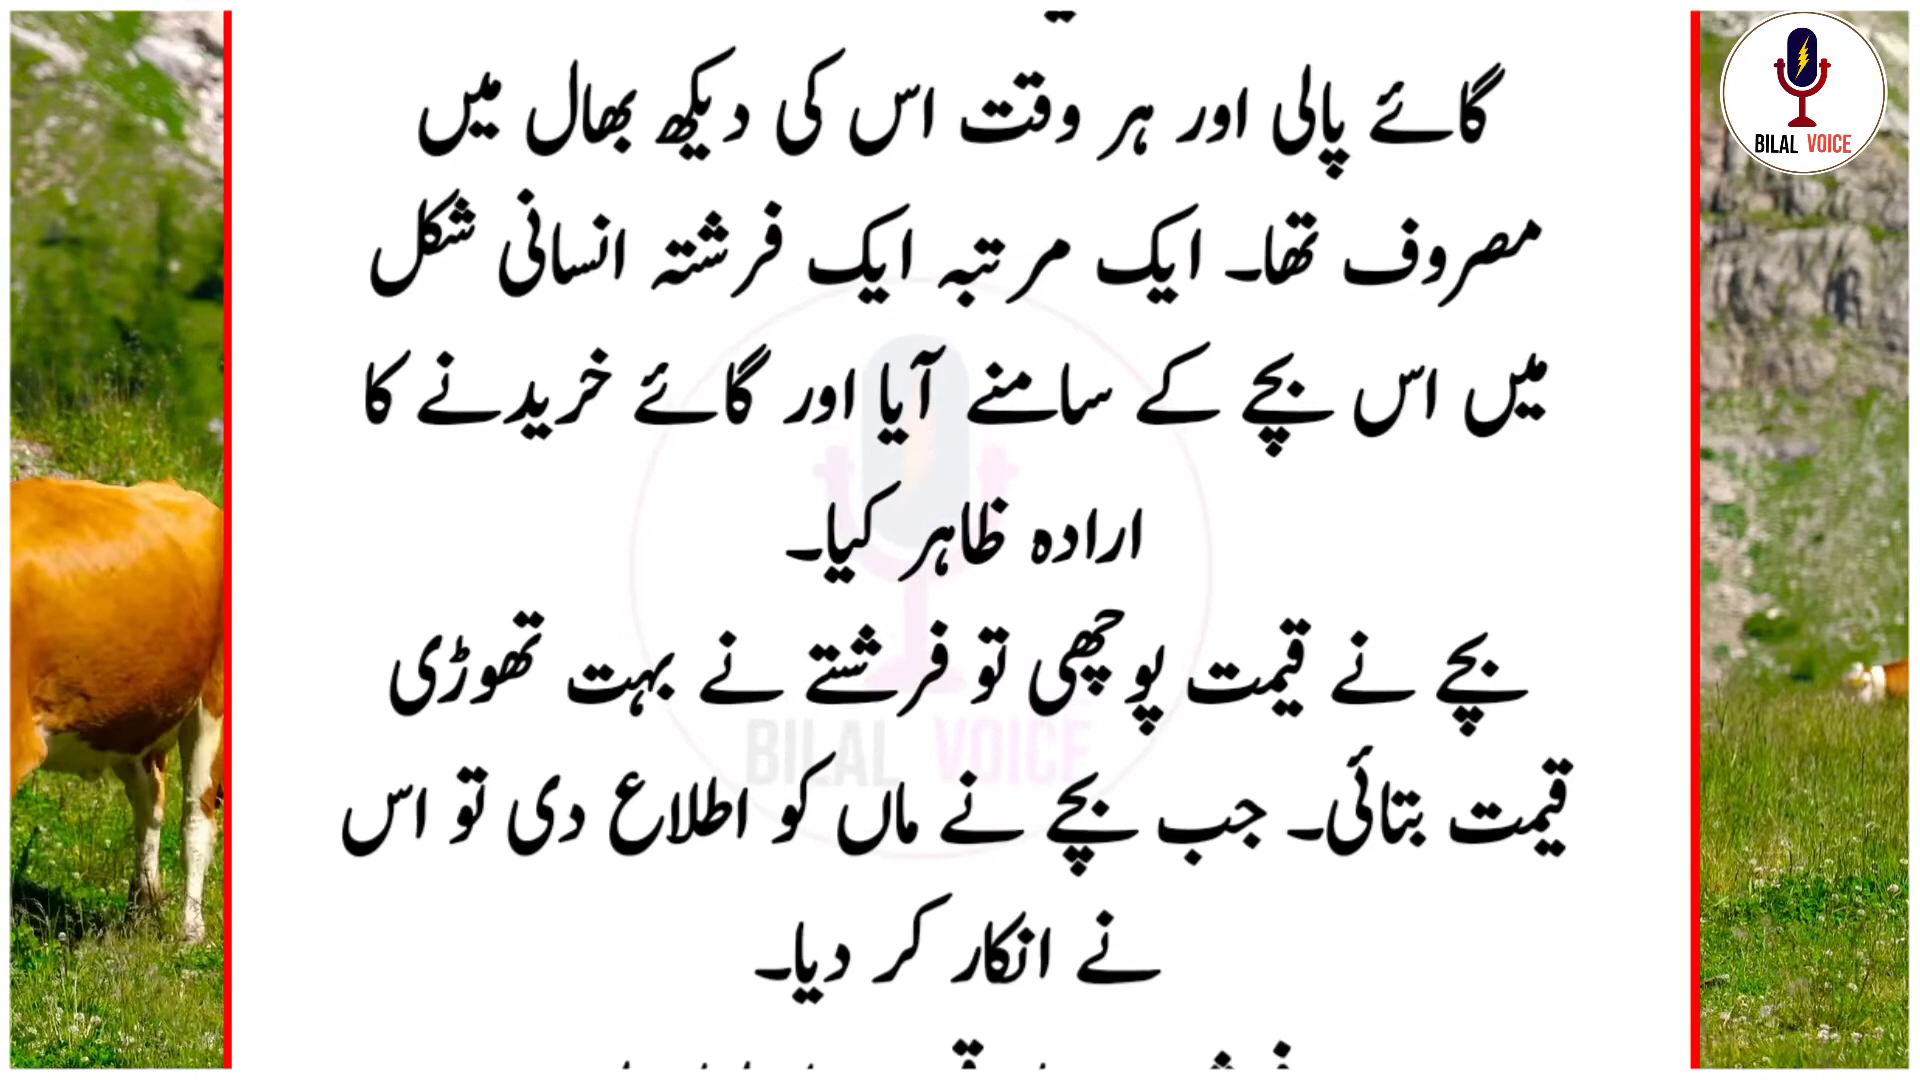 گائے پالی اور ہر وقت اس کی دیکھ بھال میں
مصروف تھا۔ ایک مرتبہ ایک فرشتہ انسانی شکل
میں اس بچے کے سامنے آیا اور گائے خریدنے کا
ارادہ ظاہر کیا۔
بچے نے قیمت پوچھی تو فرشتے نے بہت تھوڑی
قیمت بتائی۔ جب بچے نے ماں کو اطلاع دی تو اس
نے انکار کر دیا۔
BILAL VOICE
BILAL VOICE